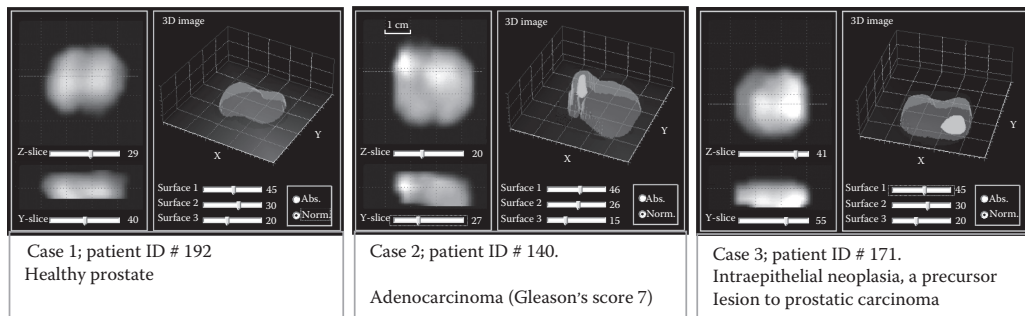 3D image
Z-slice 29
Y-slice 40
X
Y
Surface 1 45
Surface 2 30
Surface 3 20
Abs.
Norm.
Case 1; patient ID # 192
Healthy prostate
1 cm
3D image
Z-slice 20
Y-slice 27
X
Y
Surface 1 46
Surface 2 26
Surface 3 15
Abs.
Norm.
Case 2; patient ID # 140.
Adenocarcinoma (Gleason’s score 7)
3D image
Z-slice 41
Y-slice 55
X
Y
Surface 1 45
Surface 2 30
Surface 3 20
Abs.
Norm.
Case 3; patient ID # 171.
Intraepithelial neoplasia, a precursor
Iesion to prostatic carcinoma